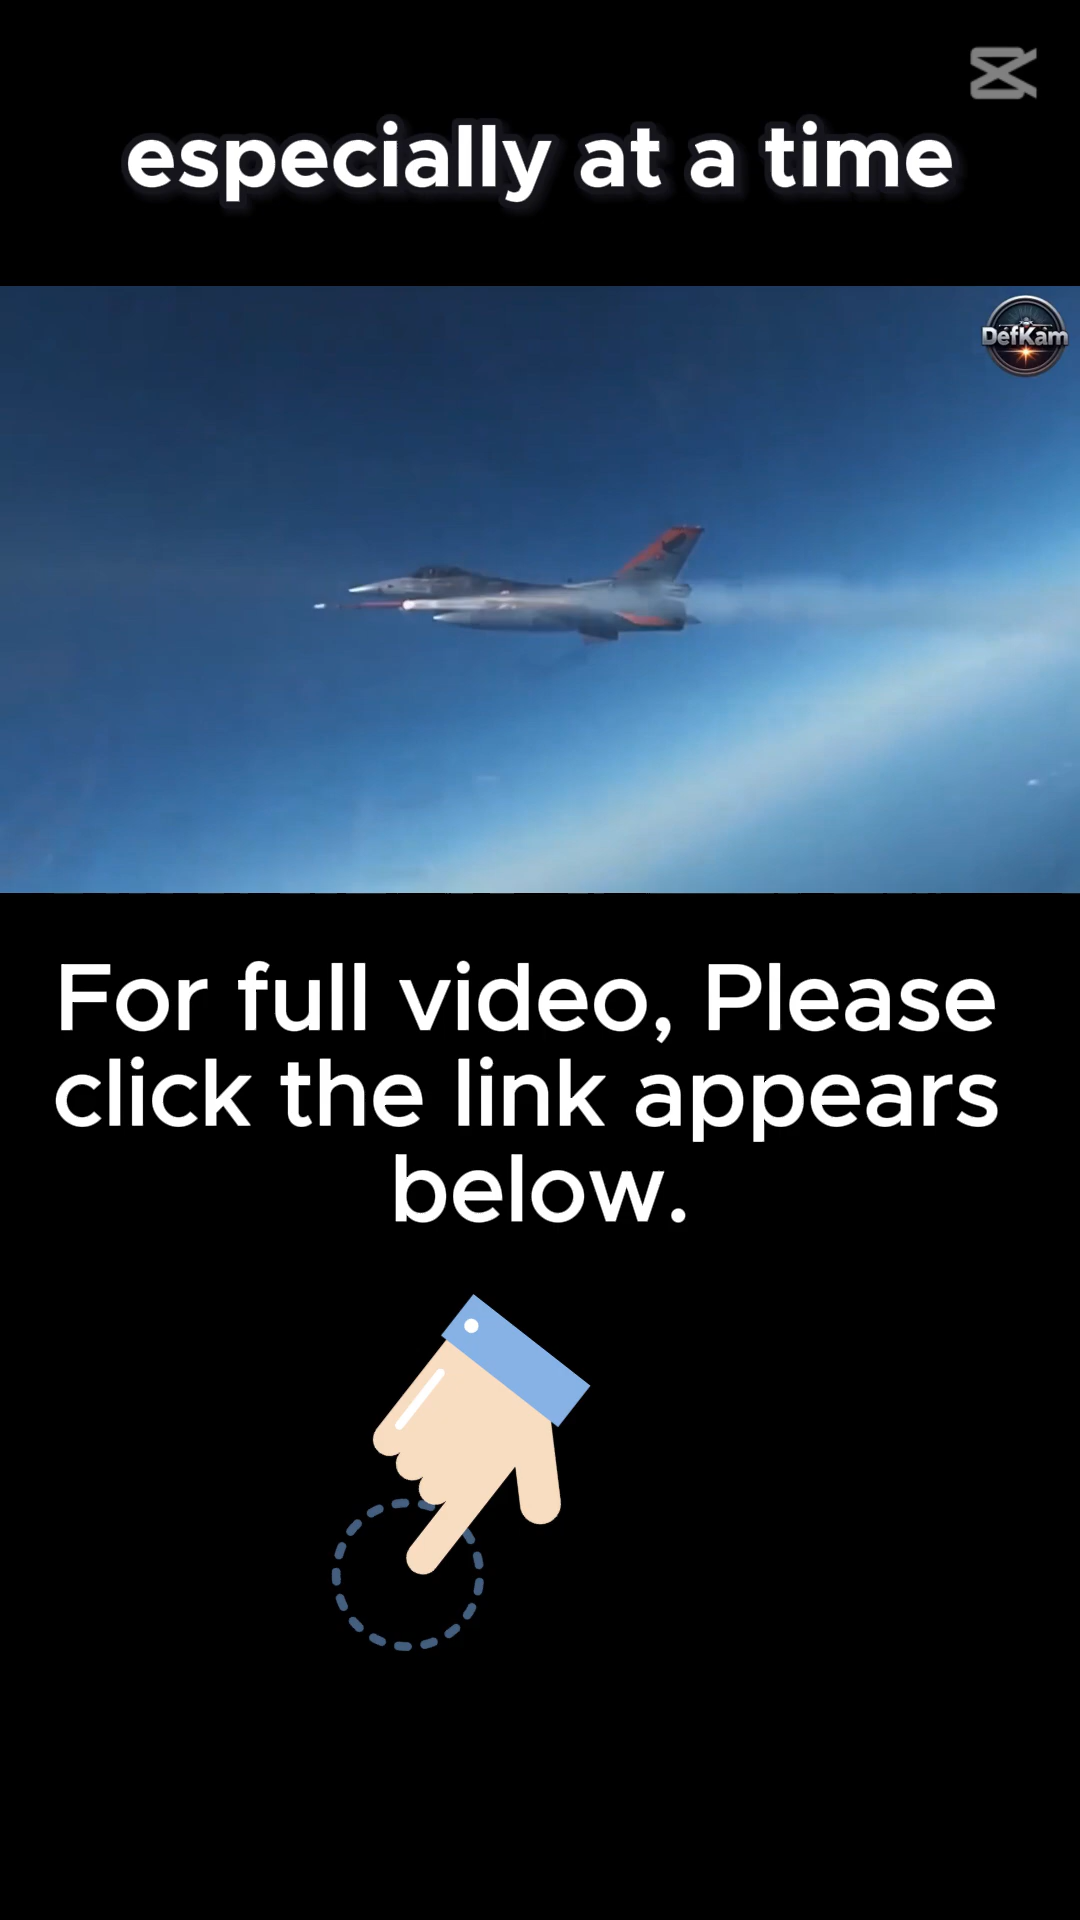 especially at a time
DefKam
For full video, Please
click the link appears
below.